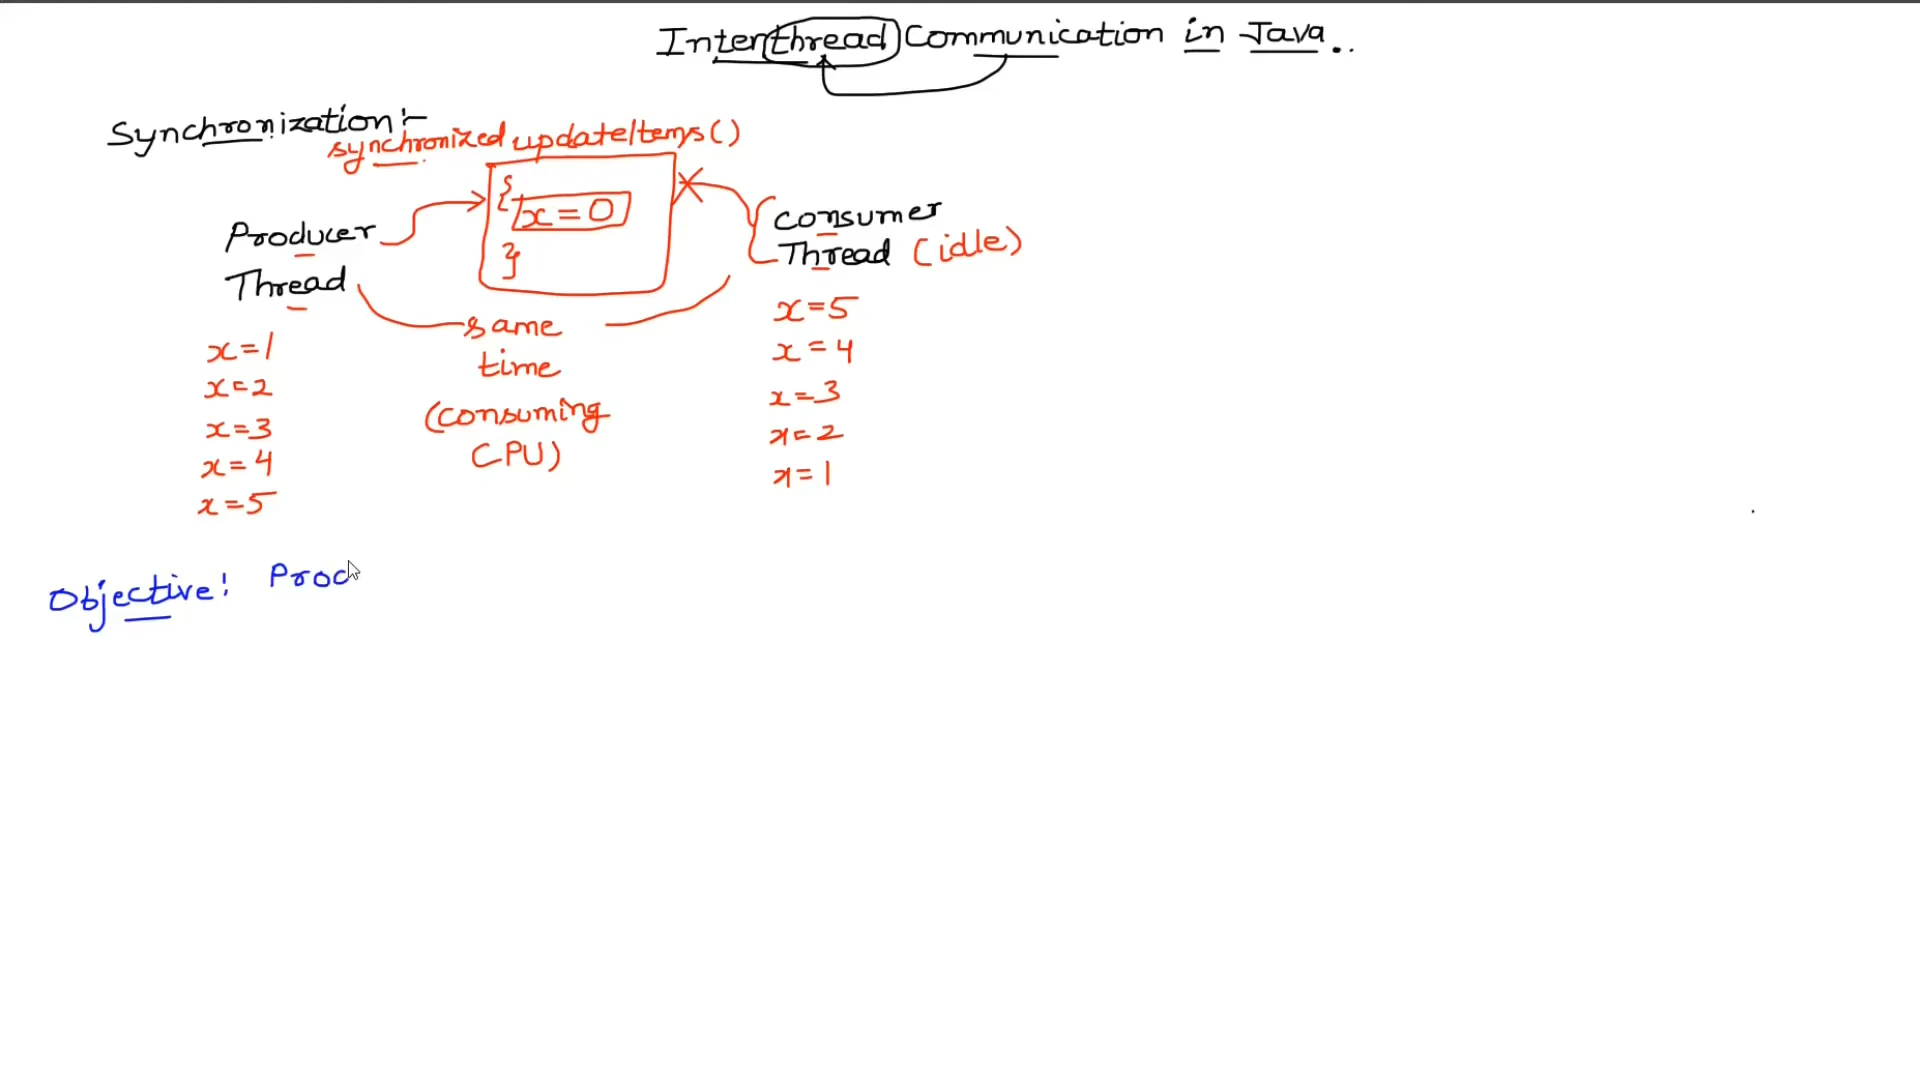 Interthread Communication in Java..
Synchronization:-
synchronized updateItems()
{
x=0
}
Producer
Thread
Consumer
Thread (idle)
same
time
(consuming
CPU)
x=1
x=2
x=3
x=4
x=5
x=5
x=4
x=3
x=2
x=1
Objective: Proc